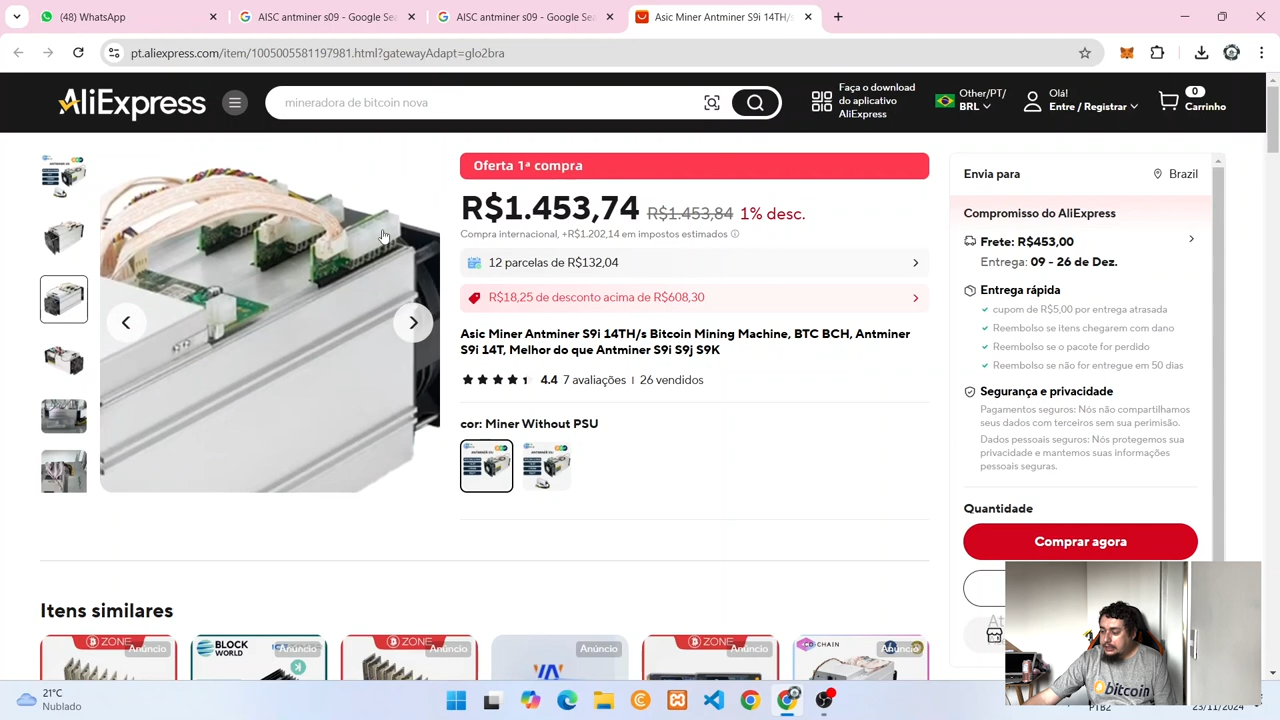 (48) WhatsApp
AISC antminer s09 - Google Sea
AISC antminer s09 - Google Sear
Asic Miner Antminer S9i 14TH/s
pt.aliexpress.com/item/1005005581197981.html?gatewayAdapt=glo2bra
AliExpress
mineradora de bitcoin nova
Faça o download
do aplicativo
AliExpress
Other/PT/
BRL
Olá!
Entre / Registrar
0
Carrinho
Oferta 1ª compra
R$1.453,74 R$1.453,84 1% desc.
Compra internacional, +R$1.202,14 em impostos estimados
12 parcelas de R$132,04
R$18,25 de desconto acima de R$608,30
Asic Miner Antminer S9i 14TH/s Bitcoin Mining Machine, BTC BCH, Antminer
S9i 14T, Melhor do que Antminer S9i S9j S9K
4.4 7 avaliações | 26 vendidos
cor: Miner Without PSU
Envia para Brazil
Compromisso do AliExpress
Frete: R$453,00
Entrega: 09 - 26 de Dez.
Entrega rápida
cupom de R$5,00 por entrega atrasada
Reembolso se itens chegarem com dano
Reembolso se o pacote for perdido
Reembolso se não for entregue em 50 dias
Segurança e privacidade
Pagamentos seguros: Nós não compartilhamos
seus dados com terceiros sem sua permisão.
Dados pessoais seguros: Nós protegemos sua
privacidade e mantemos suas informações
pessoais seguras.
Quantidade
Comprar agora
Itens similares
ZONE
Anúncio
BLOCK
WORLD
Anúncio
ZONE
Anúncio
Anúncio
ZONE
Anúncio
CHAIN
Anúncio
bitcoin
21°C
Nublado
PTB2
23/11/2024